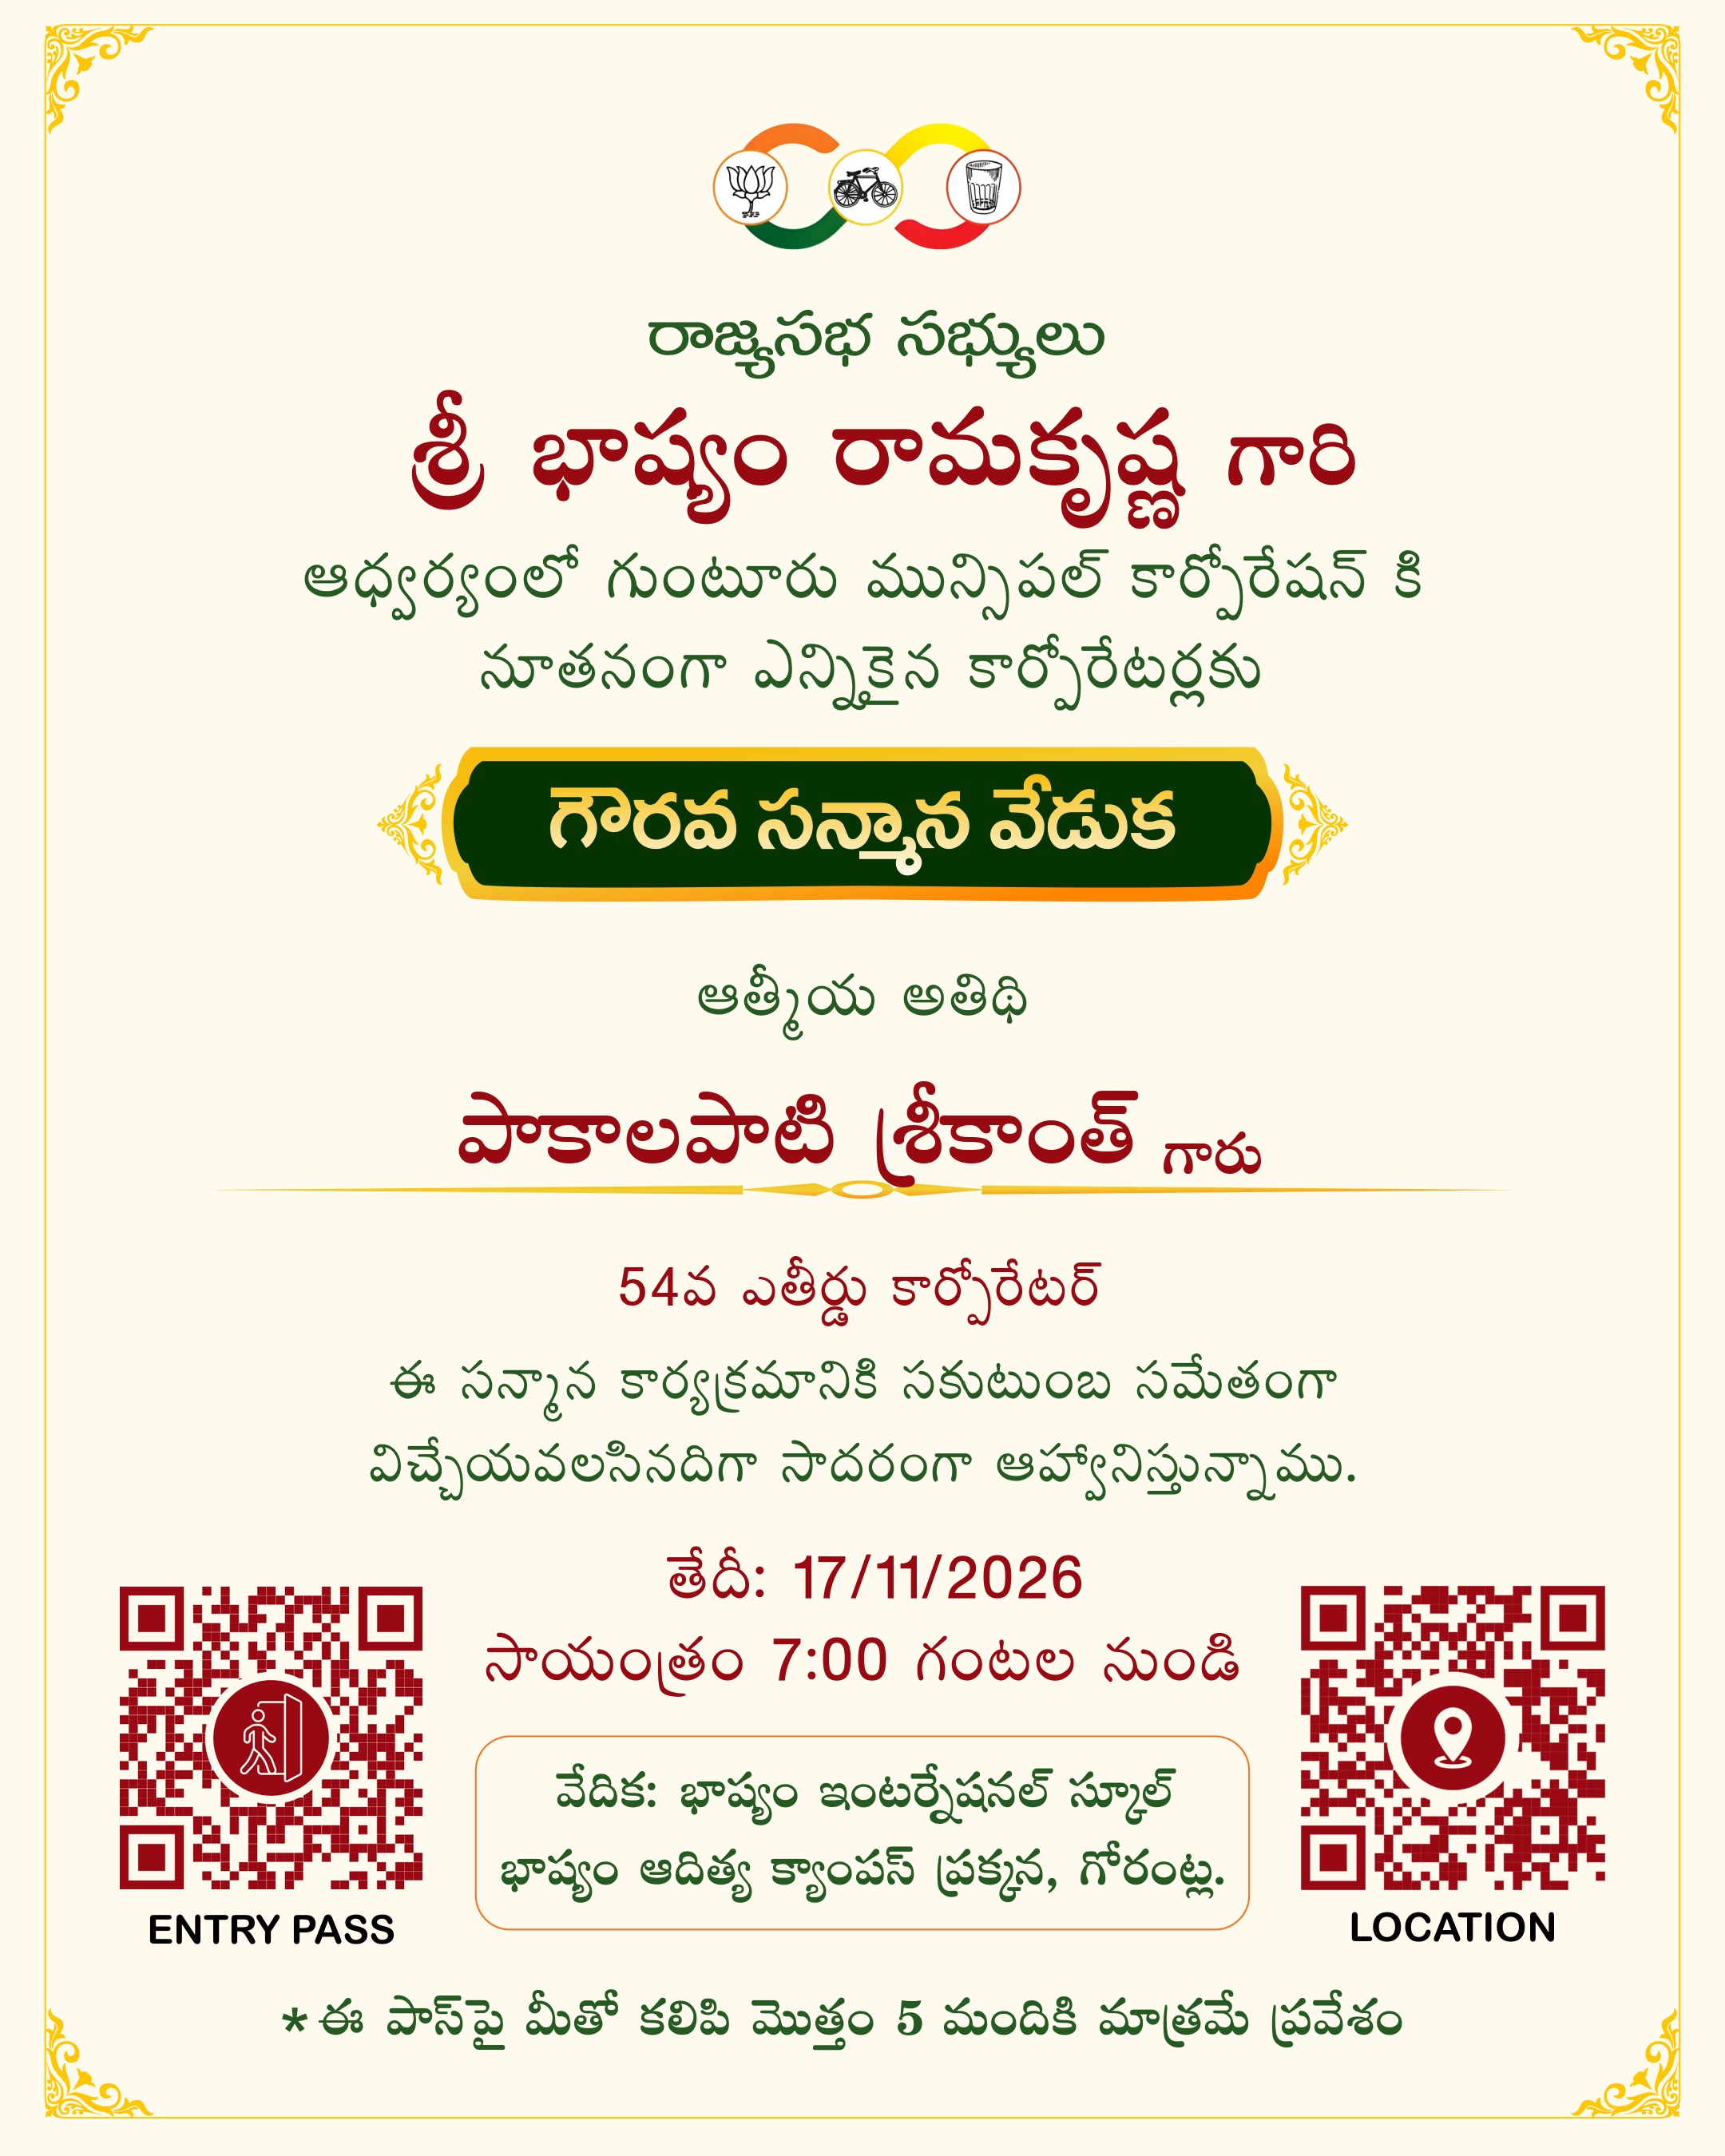 రాజ్యసభ సభ్యులు
శ్రీ భాష్యం రామకృష్ణ గారి
ఆధ్వర్యంలో గుంటూరు మున్సిపల్ కార్పోరేషన్ కి
నూతనంగా ఎన్నికైన కార్పోరేటర్లకు
గౌరవ సన్మాన వేడుక
ఆత్మీయ అతిథి
పాకాలపాటి శ్రీకాంత్ గారు
54వ ఎతీర్డు కార్పోరేటర్
ఈ సన్మాన కార్యక్రమానికి సకుటుంబ సమేతంగా
విచ్చేయవలసినదిగా సాదరంగా ఆహ్వానిస్తున్నాము.
తేదీ: 17/11/2026
సాయంత్రం 7:00 గంటల నుండి
వేదిక: భాష్యం ఇంటర్నేషనల్ స్కూల్
భాష్యం ఆదిత్య క్యాంపస్ ప్రక్కన, గోరంట్ల.
ENTRY PASS
LOCATION
*ఈ పాస్‌పై మీతో కలిపి మొత్తం 5 మందికి మాత్రమే ప్రవేశం